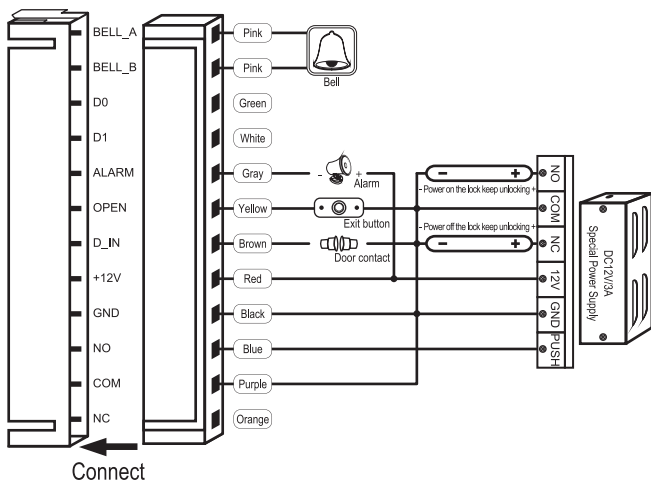 BELL_A
Pink
BELL_B
Pink
Bell
D0
Green
D1
White
ALARM
Gray
- + Alarm
- +
NO
- Power on the lock keep unlocking +
OPEN
Yellow
Exit button
COM
- Power off the lock keep unlocking +
D_IN
Brown
Door contact
- +
NC
+12V
Red
12V
GND
Black
GND
NO
Blue
PUSH
COM
Purple
NC
Orange
DC12V/3A
Special Power Supply
Connect